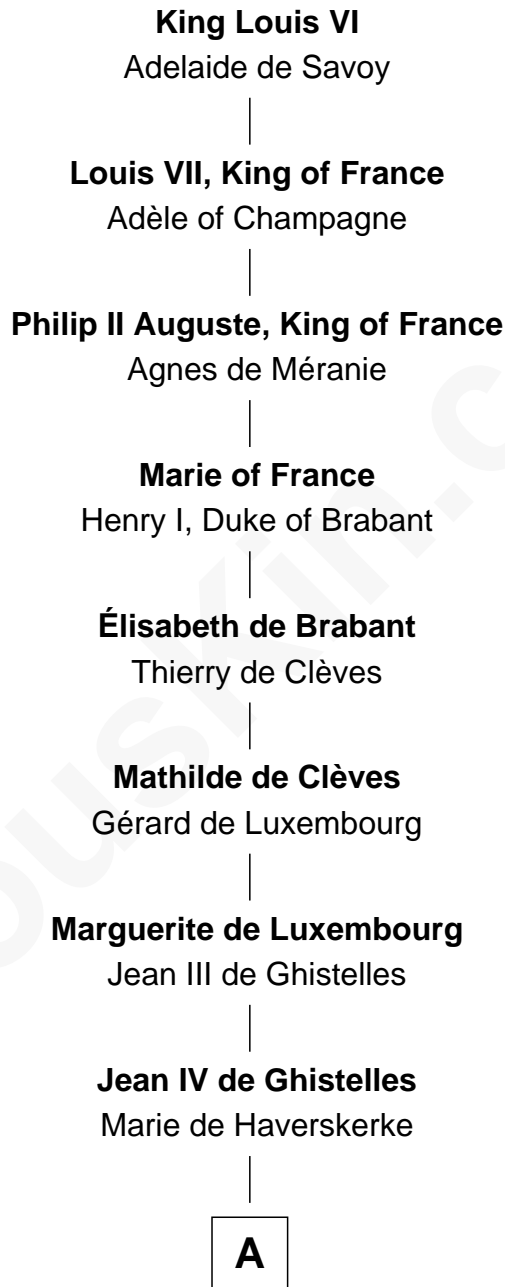 King Louis VI
Adelaide de Savoy
Louis VII, King of France
Adèle of Champagne
Philip II Auguste, King of France
Agnes de Méranie
Marie of France
Henry I, Duke of Brabant
Élisabeth de Brabant
Thierry de Clèves
Mathilde de Clèves
Gérard de Luxembourg
Marguerite de Luxembourg
Jean III de Ghistelles
Jean IV de Ghistelles
Marie de Haverskerke
A